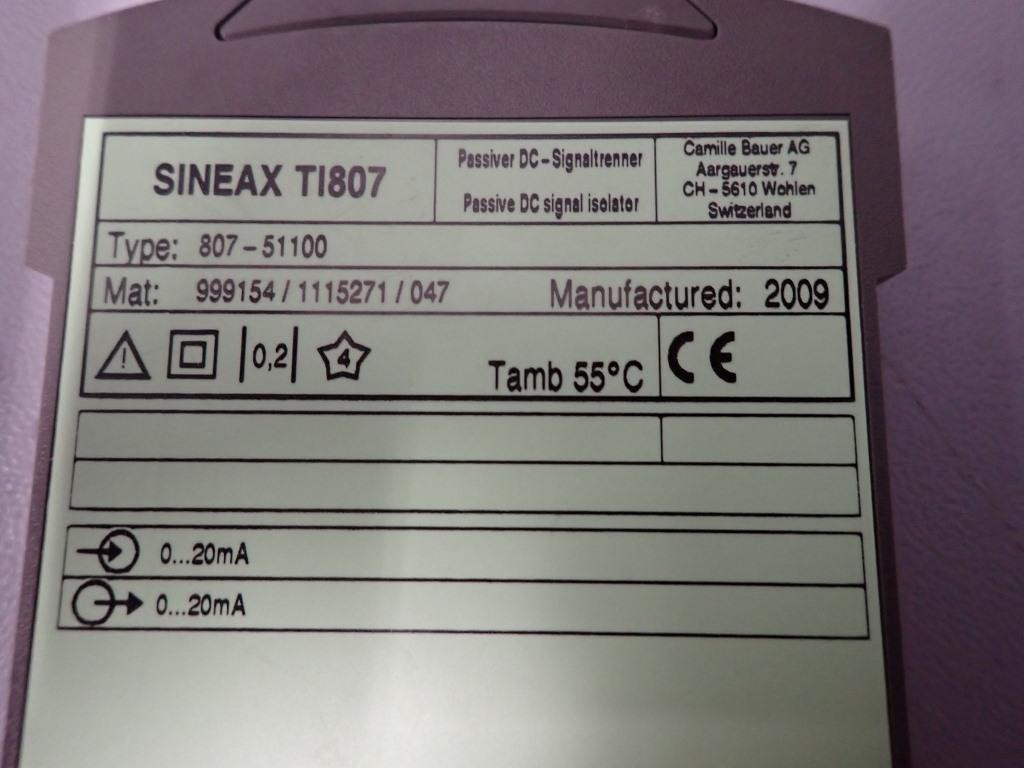 SINEAX TI807
Passiver DC-Signaltrenner
Passive DC signal isolator
Camille Bauer AG
Aargauerstr. 7
CH-5610 Wohlen
Switzerland
Type: 807-51100
Mat: 999154/1115271/047 Manufactured: 2009
0,2 4 Tamb 55°C CE
0...20mA
0...20mA